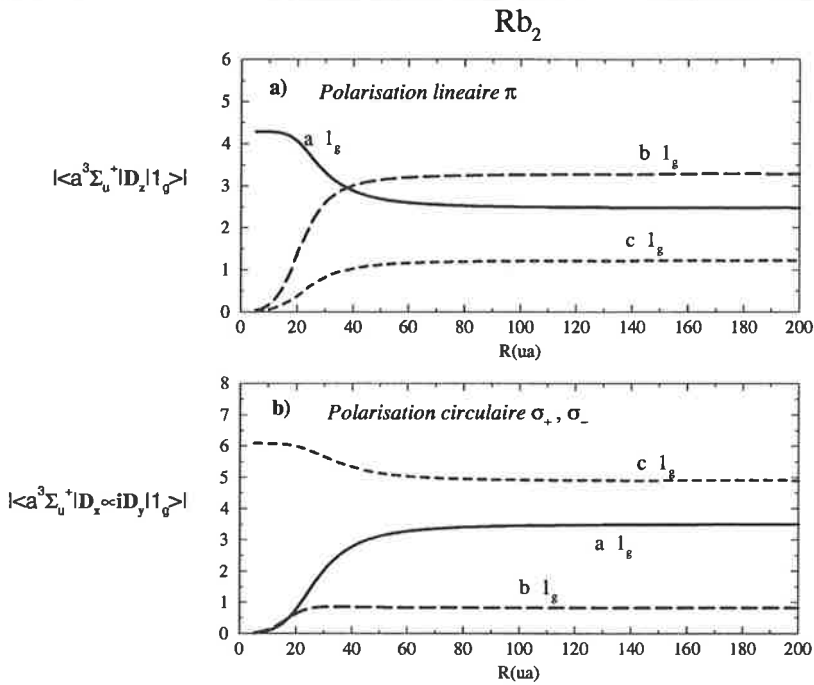 Rb₂
6
5
4
3
2
1
0
a) Polarisation lineaire π
a 1g
b 1g
c 1g
|<a³Σu⁺|Dz|1g>|
0 20 40 60 80 100 120 140 160 180 200
R(ua)
8
7
6
5
4
3
2
1
0
b) Polarisation circulaire σ₊ , σ₋
c 1g
a 1g
b 1g
|<a³Σu⁺|Dx∝iDy|1g>|
0 20 40 60 80 100 120 140 160 180 200
R(ua)